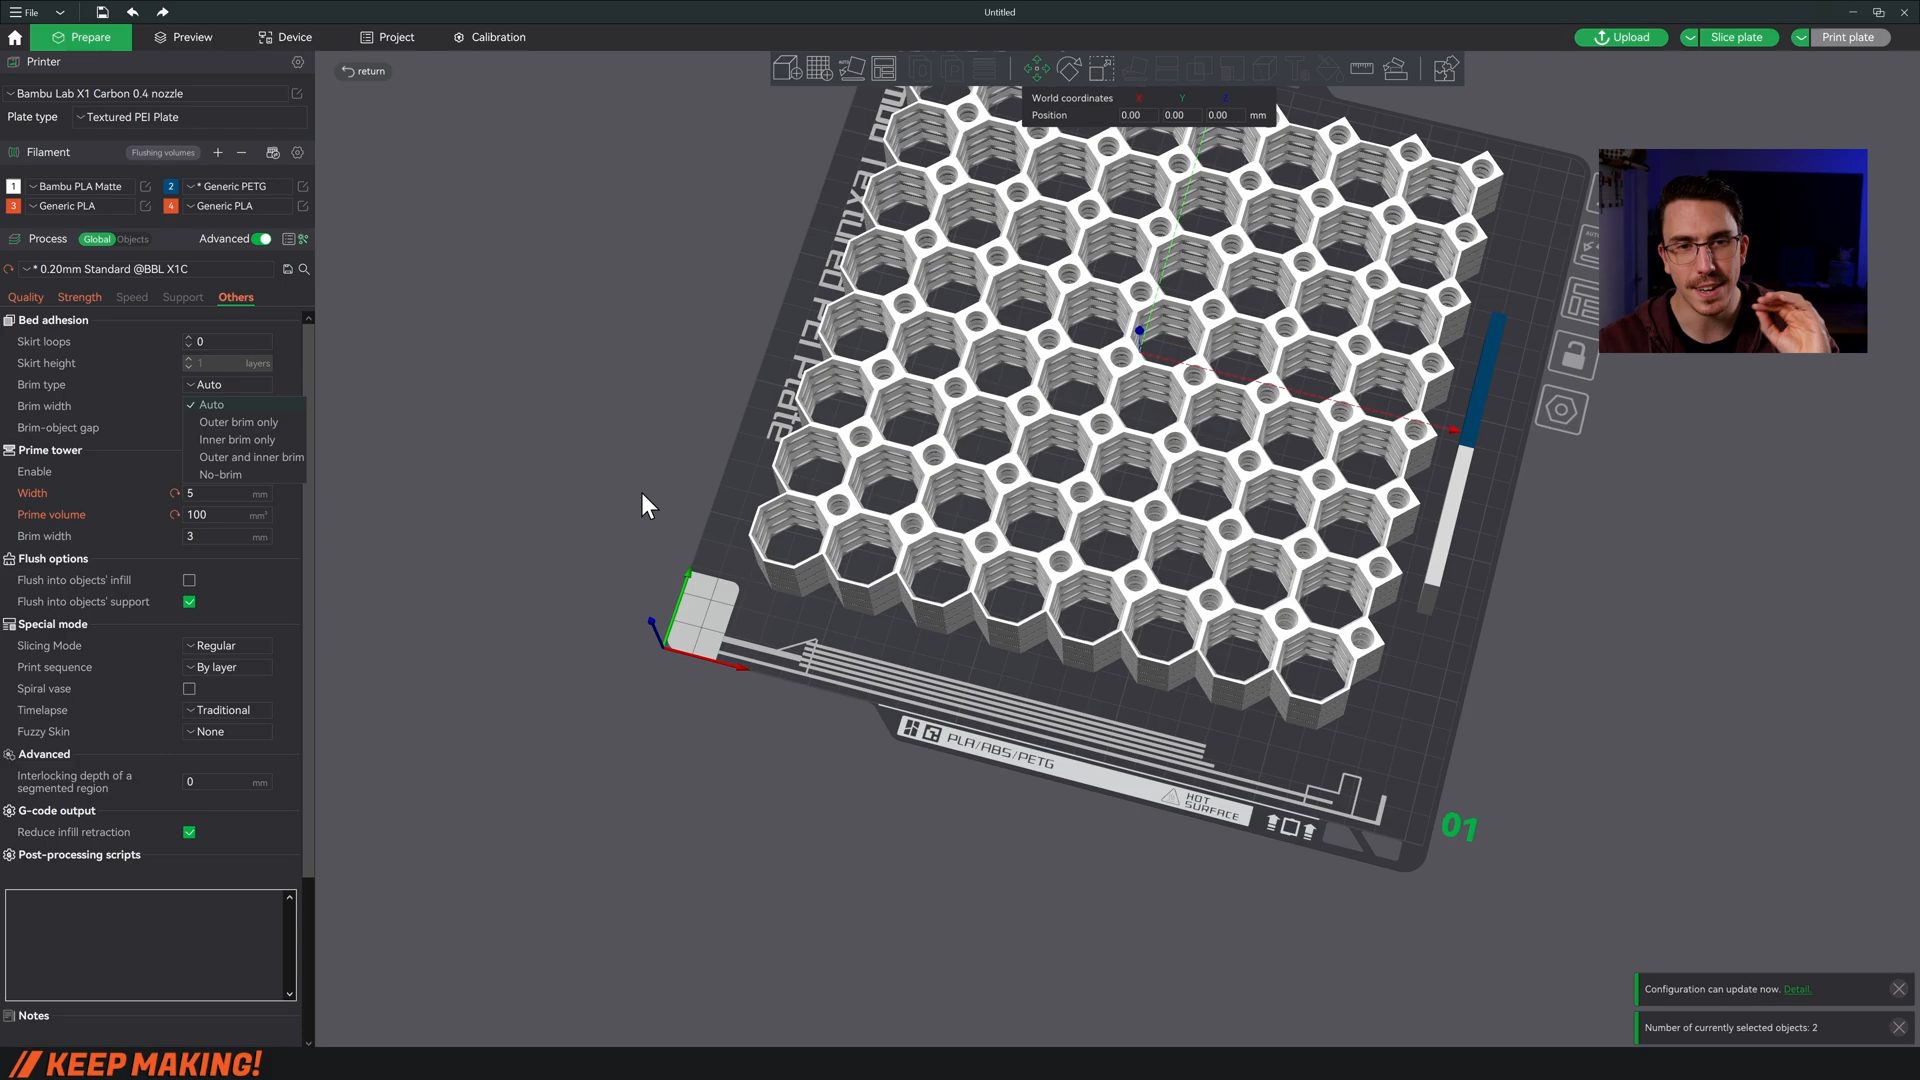 File
Untitled
Prepare
Preview
Device
Project
Calibration
Upload
Slice plate
Print plate
Printer
return
Bambu Lab X1 Carbon 0.4 nozzle
World coordinates X Y Z
Position 0.00 0.00 0.00 mm
Plate type Textured PEI Plate
Filament Flushing volumes + −
1 Bambu PLA Matte
2 * Generic PETG
3 Generic PLA
4 Generic PLA
Process Global Objects Advanced
* 0.20mm Standard @BBL X1C
Quality Strength Speed Support Others
Bed adhesion
Skirt loops 0
Skirt height 1 layers
Brim type Auto
Brim width
Auto
Outer brim only
Brim-object gap
Inner brim only
Prime tower
Outer and inner brim
Enable
No-brim
Width 5 mm
Prime volume 100 mm³
Brim width 3 mm
Flush options
Flush into objects' infill
Flush into objects' support
Special mode
Slicing Mode Regular
Print sequence By layer
Spiral vase
Timelapse Traditional
Fuzzy Skin None
Advanced
Interlocking depth of a
segmented region 0 mm
G-code output
Reduce infill retraction
Post-processing scripts
Notes
PLA/ABS/PETG
HOT
SURFACE
01
Configuration can update now. Detail.
Number of currently selected objects: 2
// KEEP MAKING!